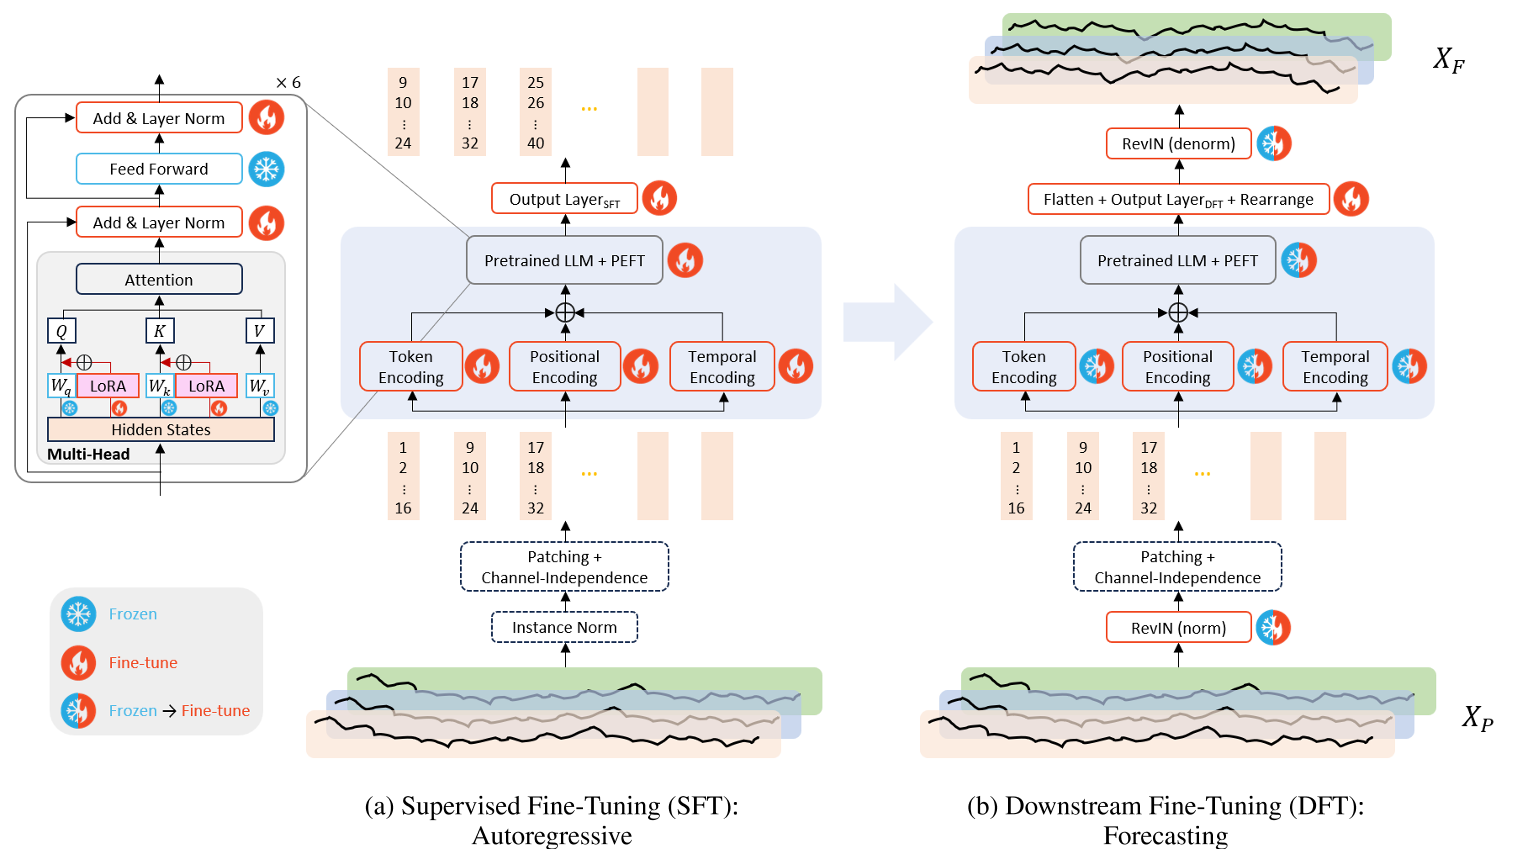 × 6
Add & Layer Norm
Feed Forward
Add & Layer Norm
Attention
Q
K
V
W_q
LoRA
W_k
LoRA
W_v
Hidden States
Multi-Head
Frozen
Fine-tune
Frozen → Fine-tune
9 17 25
10 18 26 ...
⋮ ⋮ ⋮
24 32 40
Output Layer_SFT
Pretrained LLM + PEFT
Token
Encoding
Positional
Encoding
Temporal
Encoding
1 9 17
2 10 18 ...
⋮ ⋮ ⋮
16 24 32
Patching +
Channel-Independence
Instance Norm
(a) Supervised Fine-Tuning (SFT):
Autoregressive
X_F
RevIN (denorm)
Flatten + Output Layer_DFT + Rearrange
Pretrained LLM + PEFT
Token
Encoding
Positional
Encoding
Temporal
Encoding
1 9 17
2 10 18 ...
⋮ ⋮ ⋮
16 24 32
Patching +
Channel-Independence
RevIN (norm)
X_P
(b) Downstream Fine-Tuning (DFT):
Forecasting